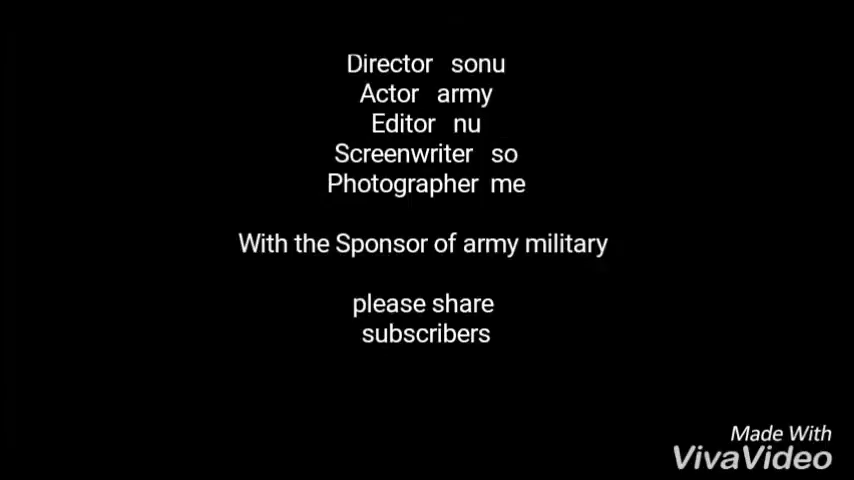 Director sonu
Actor army
Editor nu
Screenwriter so
Photographer me
With the Sponsor of army military
please share
subscribers
Made With
VivaVideo